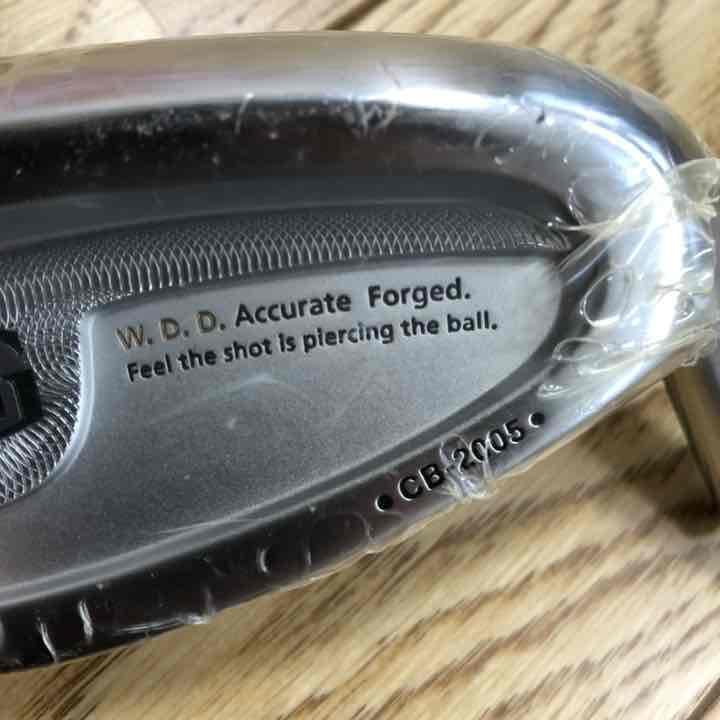 W. D. D. Accurate Forged.
Feel the shot is piercing the ball.
• CB-2005 •